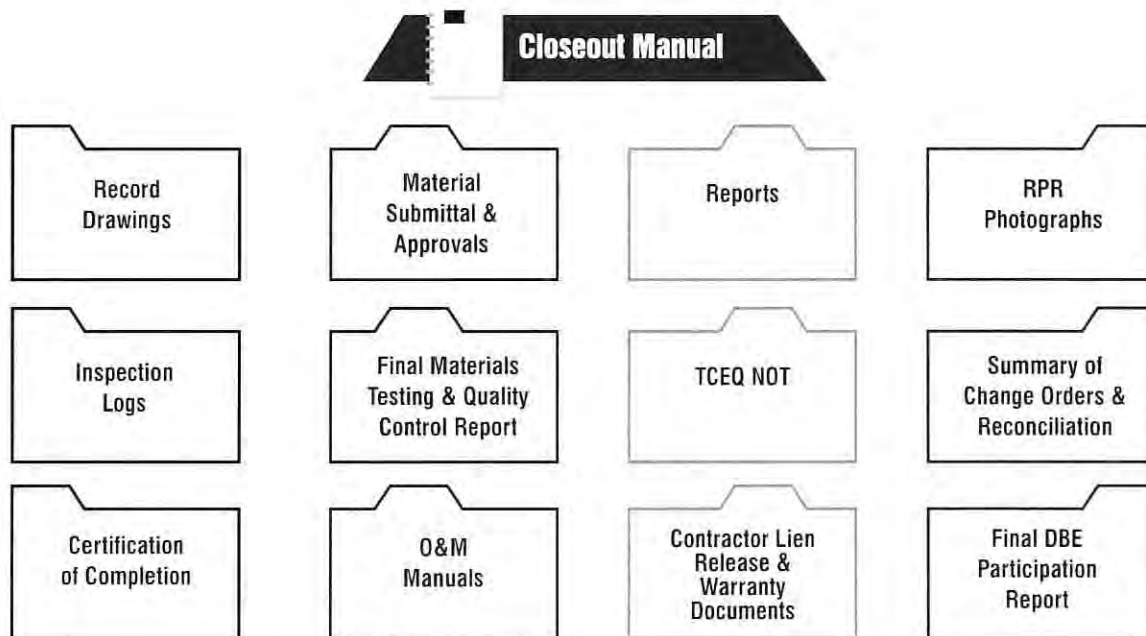 Closeout Manual
Record
Drawings
Material
Submittal &
Approvals
Reports
RPR
Photographs
Inspection
Logs
Final Materials
Testing & Quality
Control Report
TCEQ NOT
Summary of
Change Orders &
Reconciliation
Certification
of Completion
O&M
Manuals
Contractor Lien
Release &
Warranty
Documents
Final DBE
Participation
Report